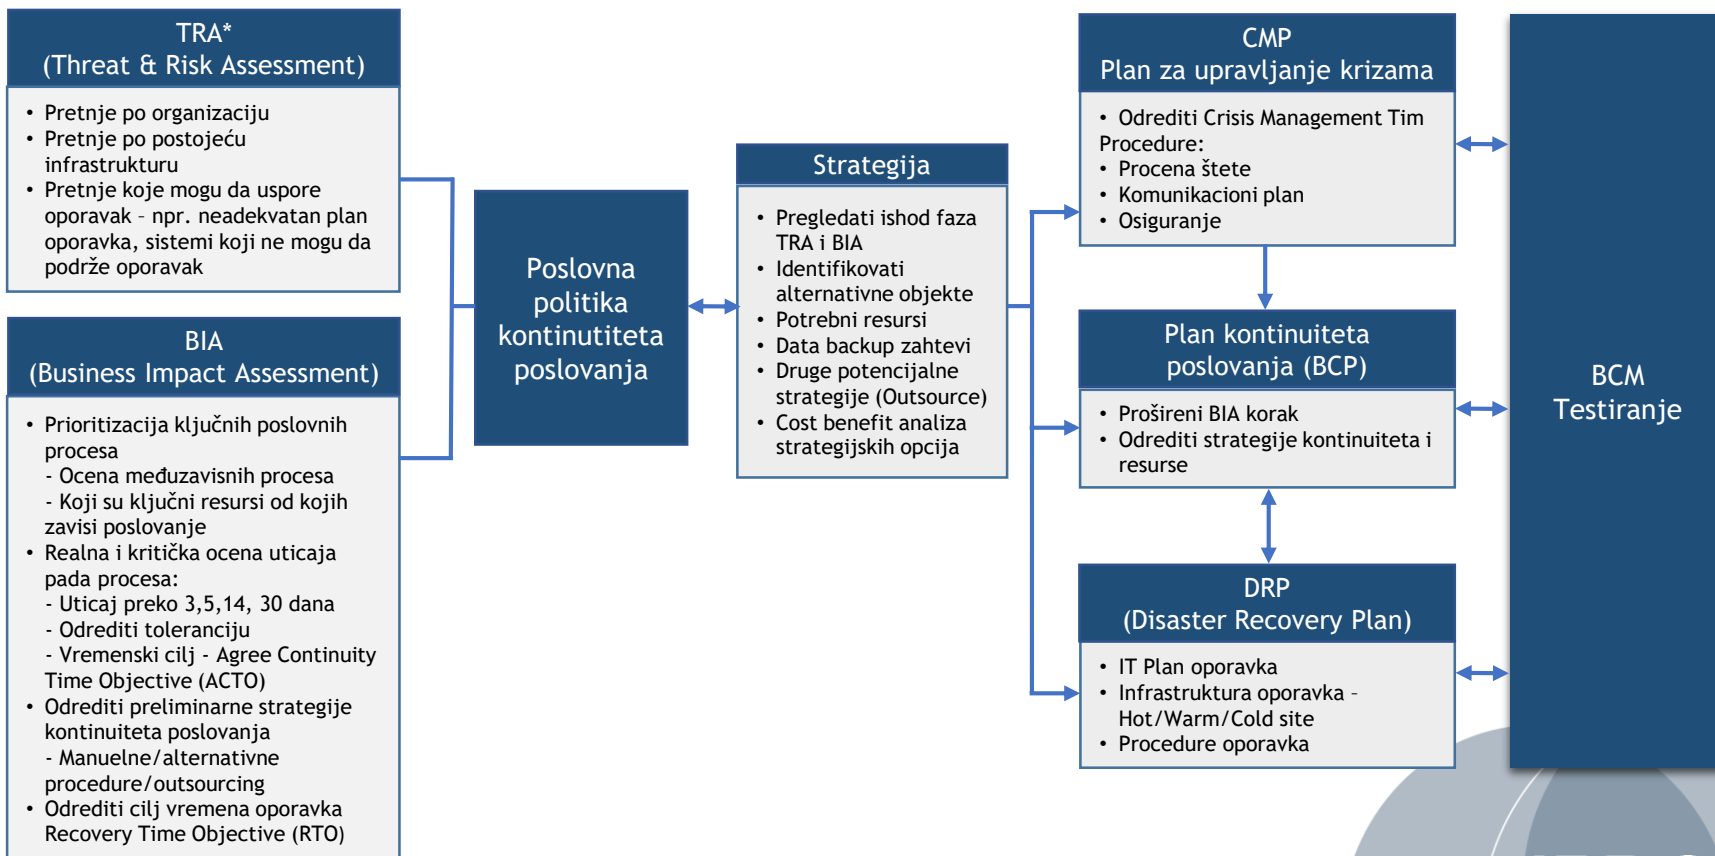 TRA*
(Threat & Risk Assessment)
• Pretnje po organizaciju
• Pretnje po postojeću
infrastrukturu
• Pretnje koje mogu da uspore
oporavak – npr. neadekvatan plan
oporavka, sistemi koji ne mogu da
podrže oporavak
BIA
(Business Impact Assessment)
• Prioritizacija ključnih poslovnih
procesa
- Ocena međuzavisnih procesa
- Koji su ključni resursi od kojih
zavisi poslovanje
• Realna i kritička ocena uticaja
pada procesa:
- Uticaj preko 3,5,14, 30 dana
- Odrediti toleranciju
- Vremenski cilj - Agree Continuity
Time Objective (ACTO)
• Odrediti preliminarne strategije
kontinuiteta poslovanja
- Manuelne/alternativne
procedure/outsourcing
• Odrediti cilj vremena oporavka
Recovery Time Objective (RTO)
Poslovna
politika
kontinutiteta
poslovanja
Strategija
• Pregledati ishod faza
TRA i BIA
• Identifikovati
alternativne objekte
• Potrebni resursi
• Data backup zahtevi
• Druge potencijalne
strategije (Outsource)
• Cost benefit analiza
strategijskih opcija
CMP
Plan za upravljanje krizama
• Odrediti Crisis Management Tim
Procedure:
• Procena štete
• Komunikacioni plan
• Osiguranje
Plan kontinuiteta
poslovanja (BCP)
• Prošireni BIA korak
• Odrediti strategije kontinuiteta i
resurse
DRP
(Disaster Recovery Plan)
• IT Plan oporavka
• Infrastruktura oporavka –
Hot/Warm/Cold site
• Procedure oporavka
BCM
Testiranje